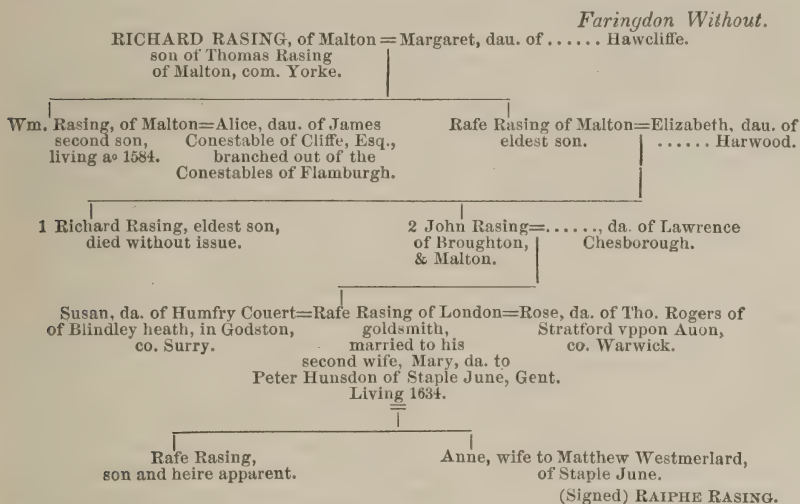 Faringdon Without.
RICHARD RASING, of Malton = Margaret, dau. of ...... Hawcliffe.
son of Thomas Rasing
of Malton, com. Yorke.
Wm. Rasing, of Malton=Alice, dau. of James
second son, Conestable of Cliffe, Esq.,
living aº 1584. branched out of the
Conestables of Flamburgh.
Rafe Rasing of Malton=Elizabeth, dau. of
eldest son. ...... Harwood.
1 Richard Rasing, eldest son,
died without issue.
2 John Rasing=......, da. of Lawrence
of Broughton, Chesborough.
& Malton.
Susan, da. of Humfry Couert=Rafe Rasing of London=Rose, da. of Tho. Rogers of
of Blindley heath, in Godston, goldsmith, Stratford vppon Auon,
co. Surry. married to his co. Warwick.
second wife, Mary, da. to
Peter Hunsdon of Staple June, Gent.
Living 1634.
=
Rafe Rasing,
son and heire apparent.
Anne, wife to Matthew Westmerlard,
of Staple June.
(Signed) RAIPHE RASING.